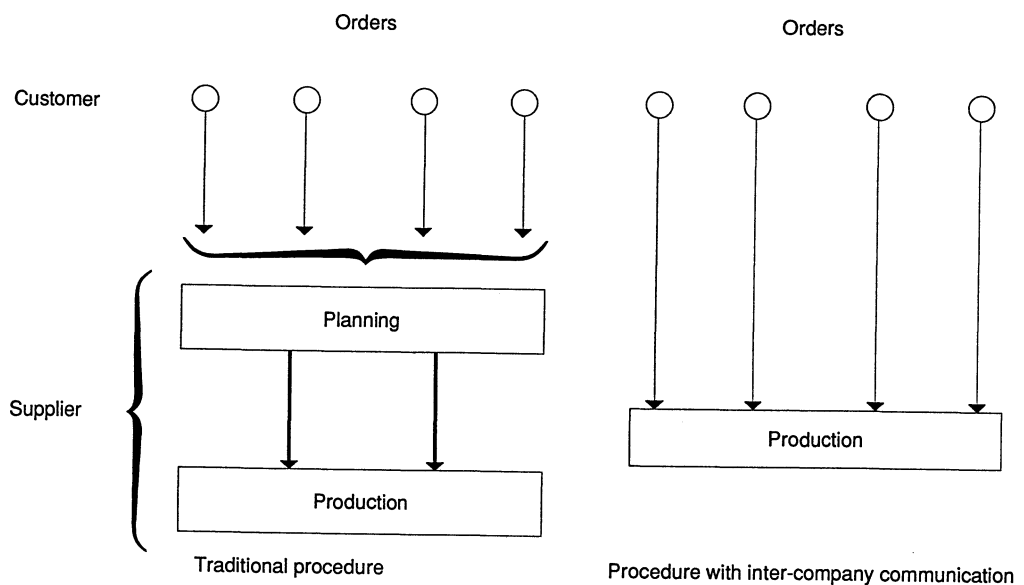 Orders
Orders
Customer
Planning
Supplier
Production
Production
Traditional procedure
Procedure with inter-company communication